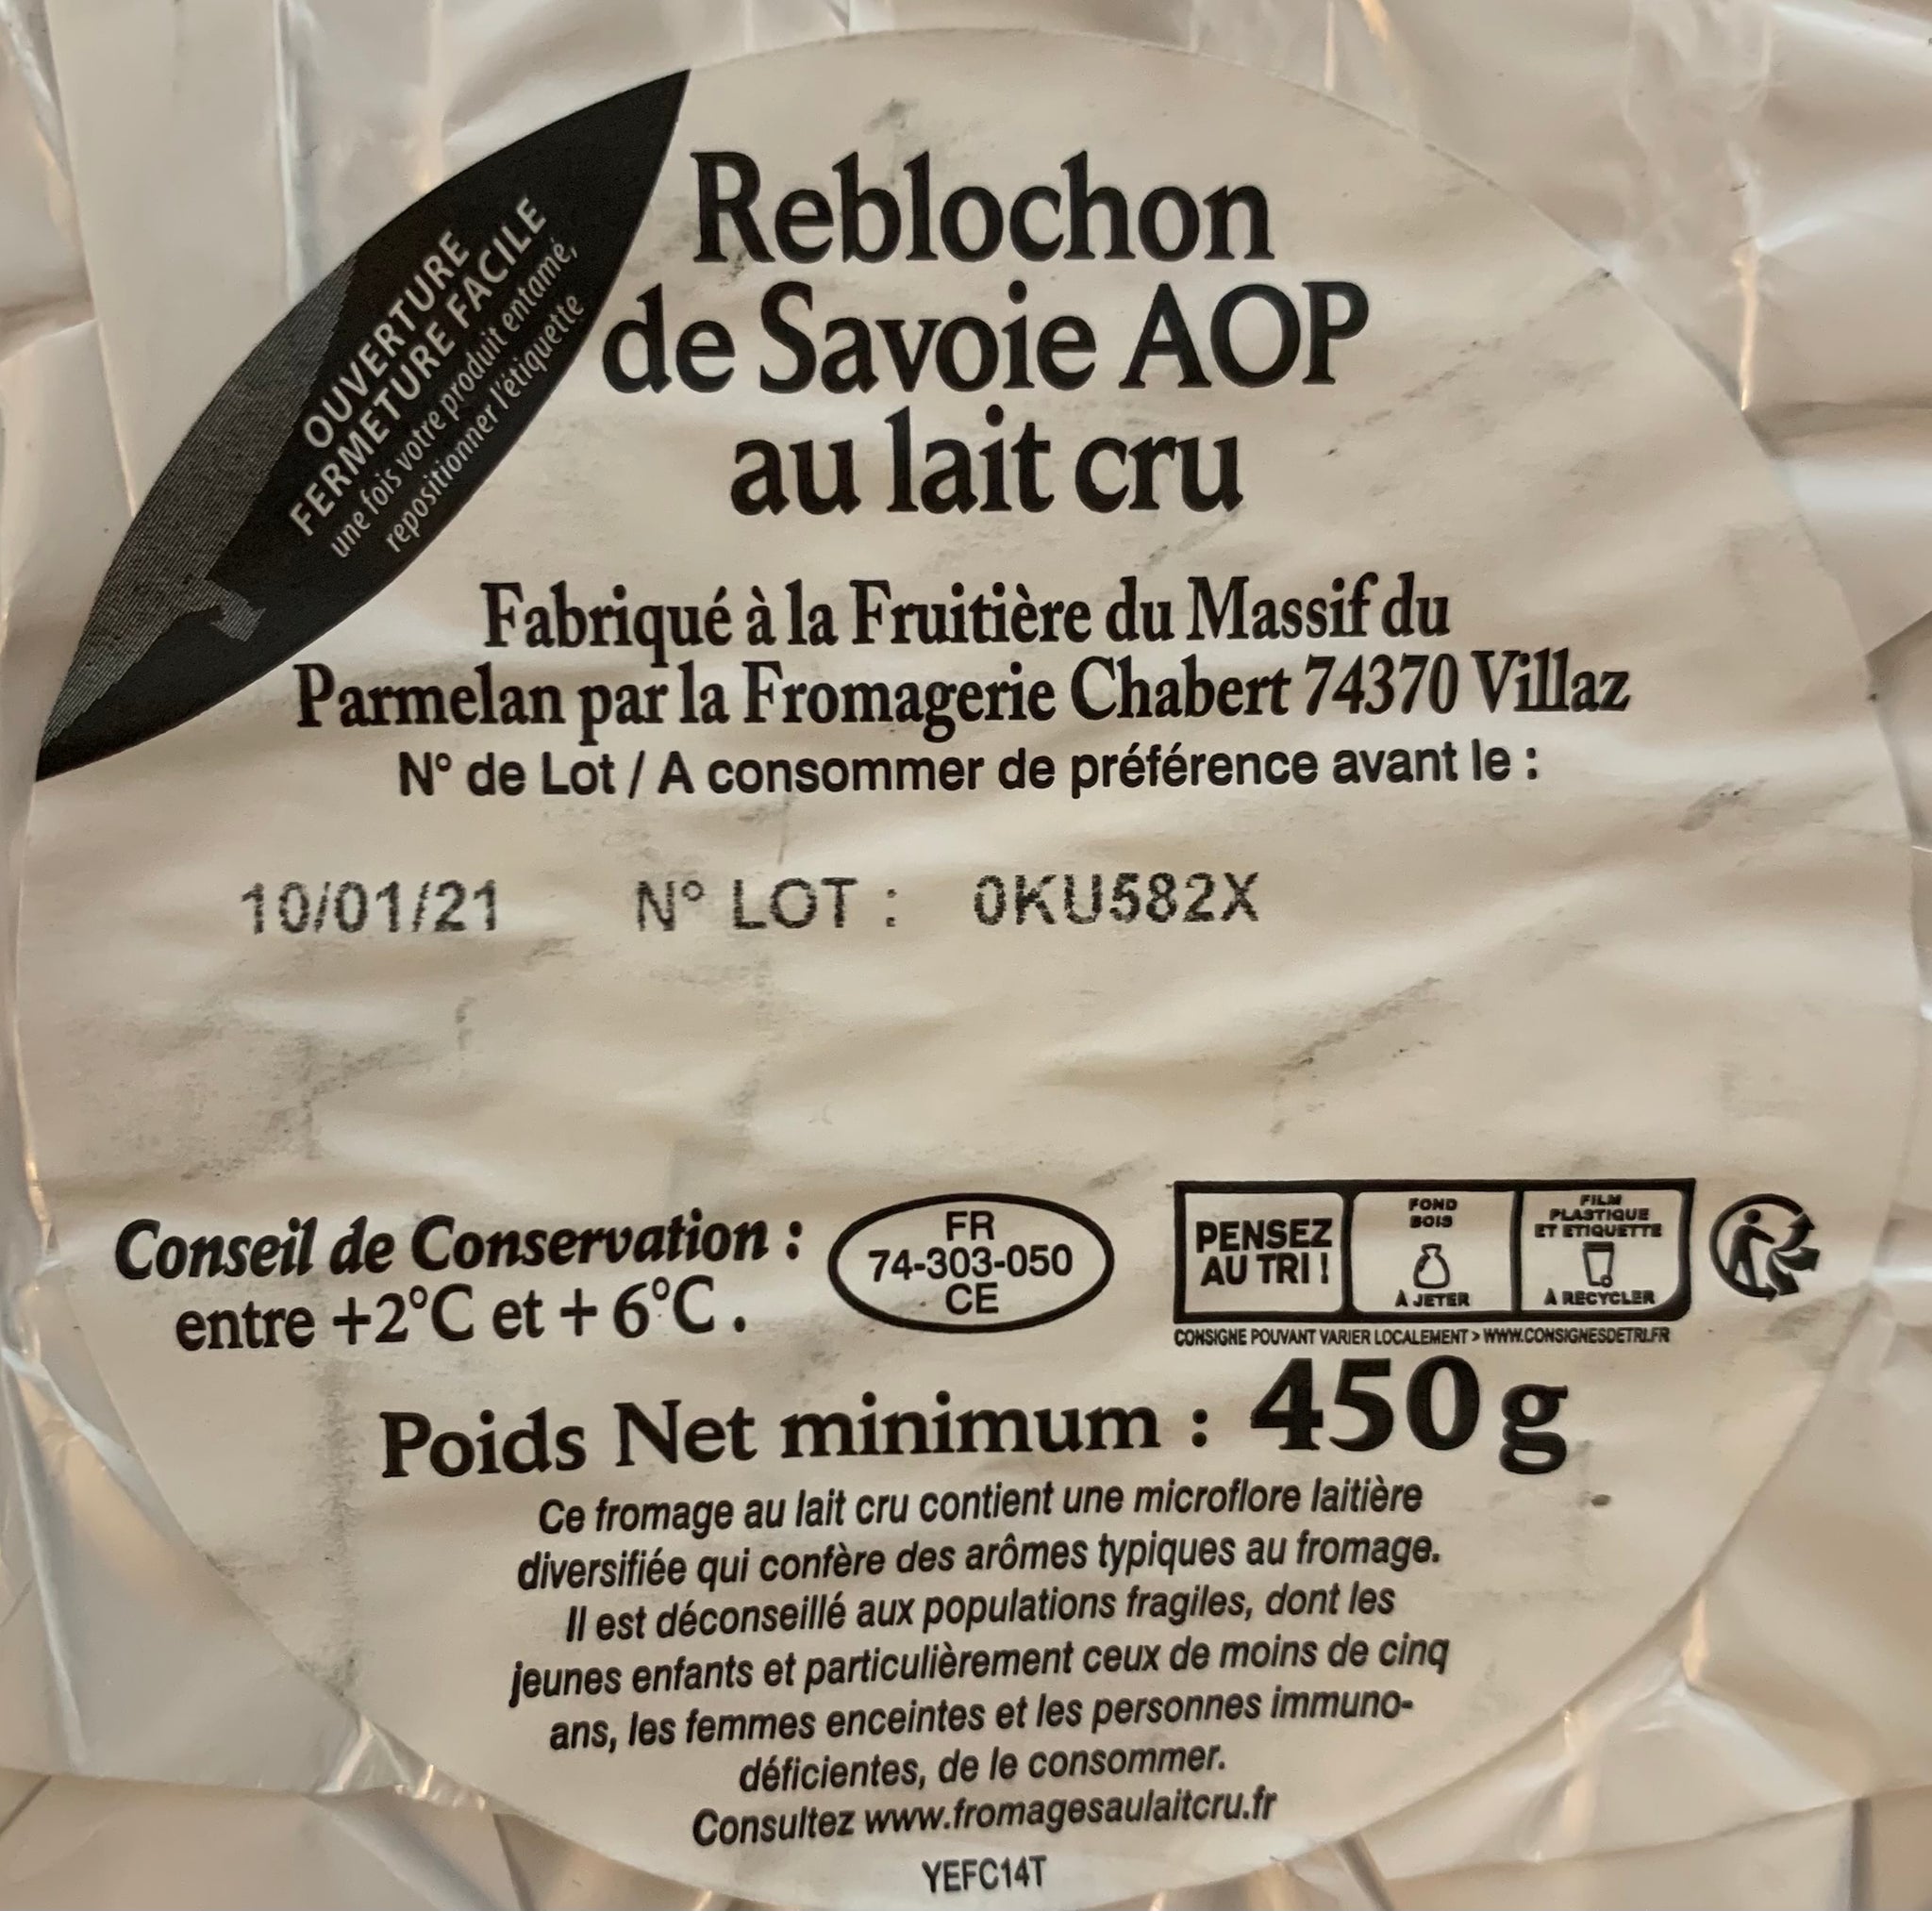 OUVERTURE
FERMETURE FACILE
une fois votre produit entamé,
repositionner l'étiquette
Reblochon
de Savoie AOP
au lait cru
Fabriqué à la Fruitière du Massif du
Parmelan par la Fromagerie Chabert 74370 Villaz
N° de Lot / A consommer de préférence avant le :
10/01/21 N° LOT : 0KU582X
Conseil de Conservation :
entre +2°C et + 6°C.
FR
74-303-050
CE
PENSEZ
AU TRI !
FOND
BOIS
À JETER
FILM
PLASTIQUE
ET ETIQUETTE
À RECYCLER
CONSIGNE POUVANT VARIER LOCALEMENT > WWW.CONSIGNESDETRI.FR
Poids Net minimum : 450 g
Ce fromage au lait cru contient une microflore laitière
diversifiée qui confère des arômes typiques au fromage.
Il est déconseillé aux populations fragiles, dont les
jeunes enfants et particulièrement ceux de moins de cinq
ans, les femmes enceintes et les personnes immuno-
déficientes, de le consommer.
Consultez www.fromagesaulaitcru.fr
YEFC14T